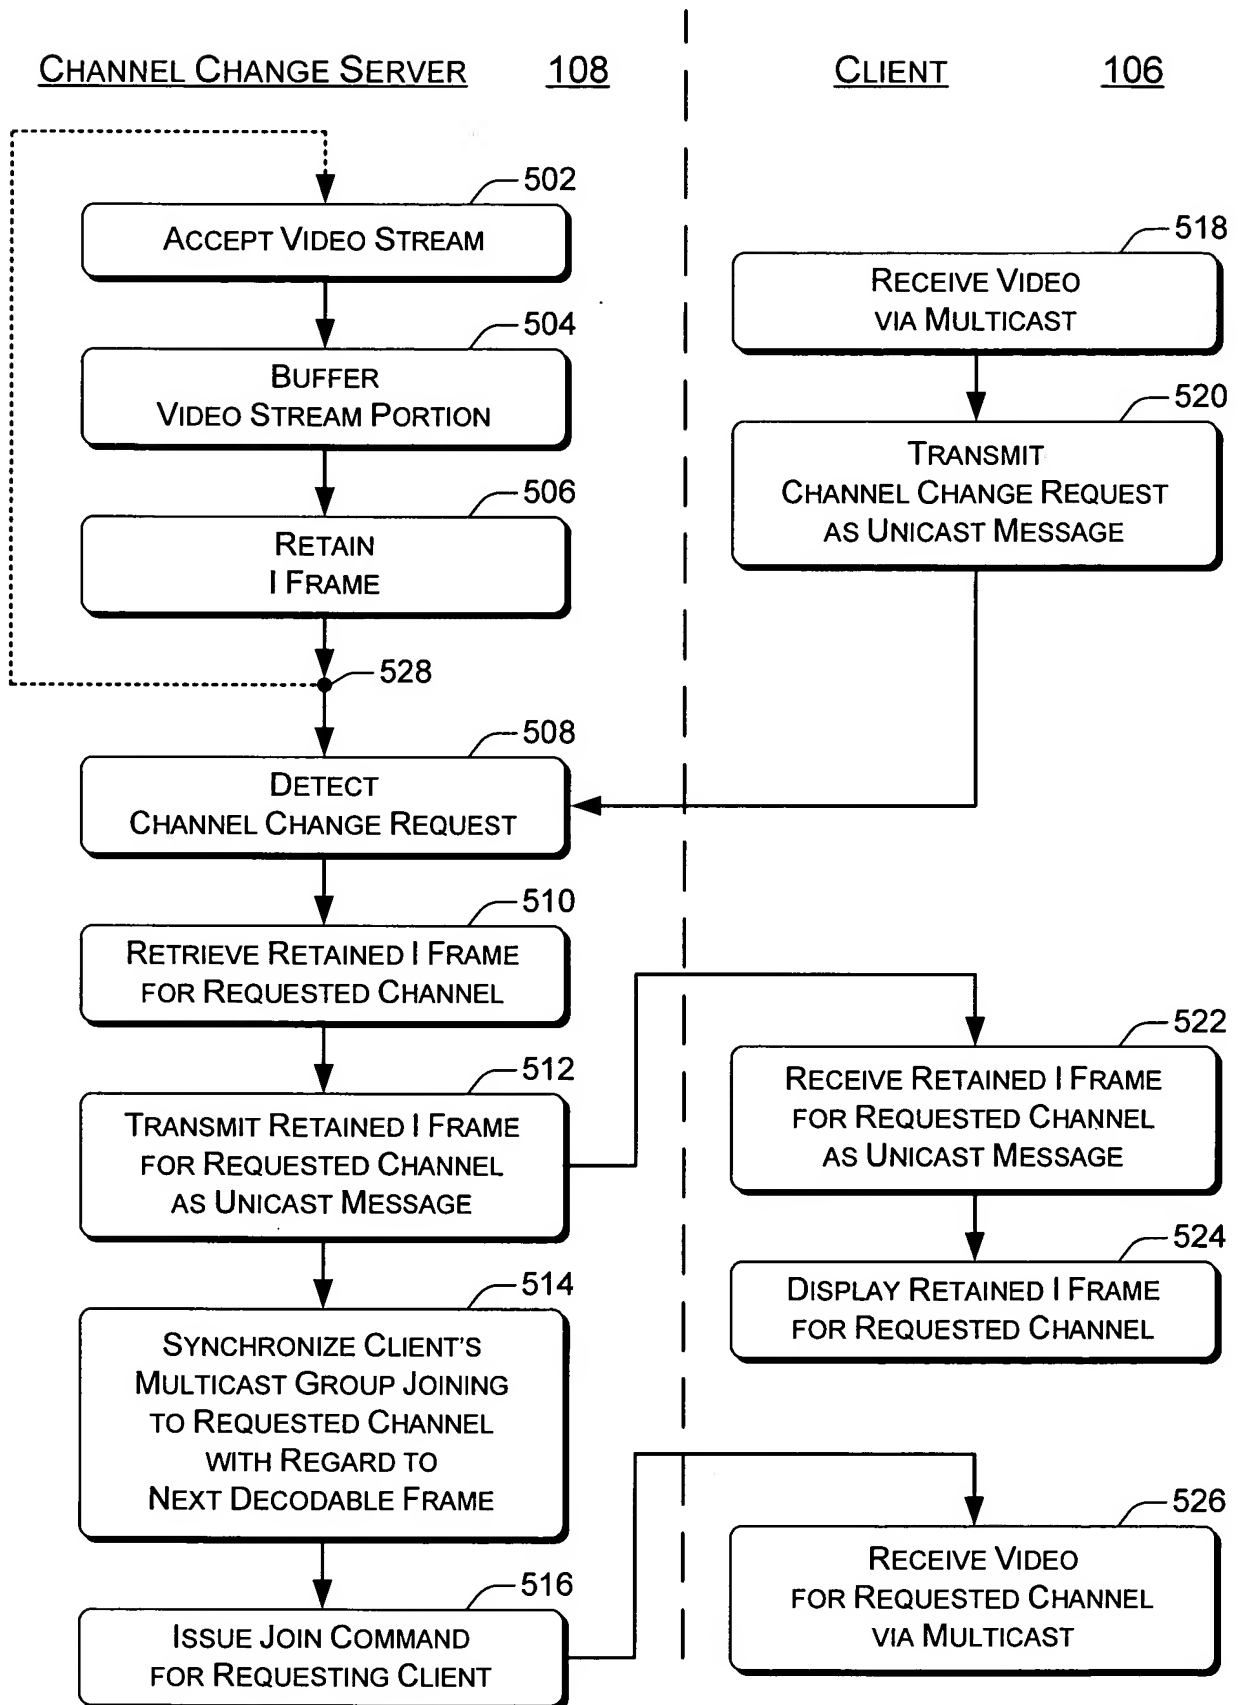 CHANNEL CHANGE SERVER 108
CLIENT 106
502
ACCEPT VIDEO STREAM
504
BUFFER
VIDEO STREAM PORTION
506
RETAIN
I FRAME
528
508
DETECT
CHANNEL CHANGE REQUEST
510
RETRIEVE RETAINED I FRAME
FOR REQUESTED CHANNEL
512
TRANSMIT RETAINED I FRAME
FOR REQUESTED CHANNEL
AS UNICAST MESSAGE
514
SYNCHRONIZE CLIENT'S
MULTICAST GROUP JOINING
TO REQUESTED CHANNEL
WITH REGARD TO
NEXT DECODABLE FRAME
516
ISSUE JOIN COMMAND
FOR REQUESTING CLIENT
518
RECEIVE VIDEO
VIA MULTICAST
520
TRANSMIT
CHANNEL CHANGE REQUEST
AS UNICAST MESSAGE
522
RECEIVE RETAINED I FRAME
FOR REQUESTED CHANNEL
AS UNICAST MESSAGE
524
DISPLAY RETAINED I FRAME
FOR REQUESTED CHANNEL
526
RECEIVE VIDEO
FOR REQUESTED CHANNEL
VIA MULTICAST